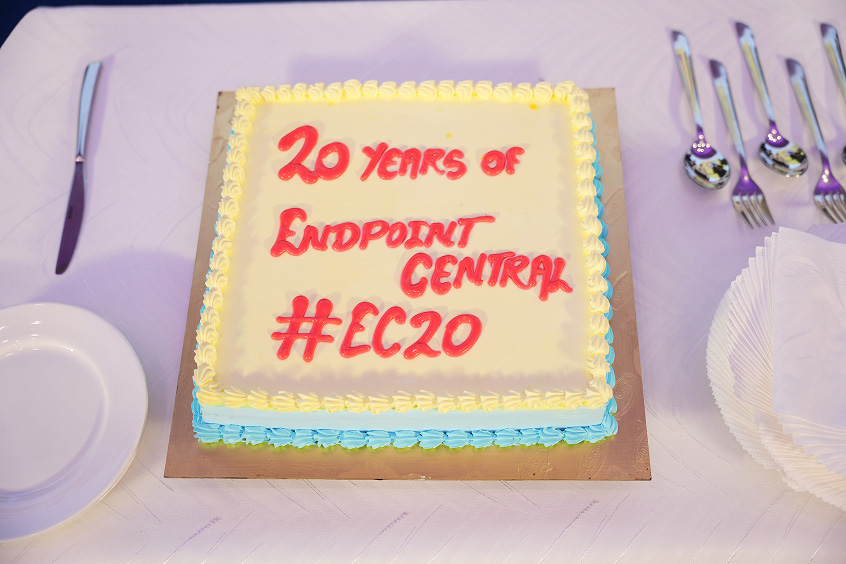 20 YEARS OF
ENDPOINT
CENTRAL
#EC20